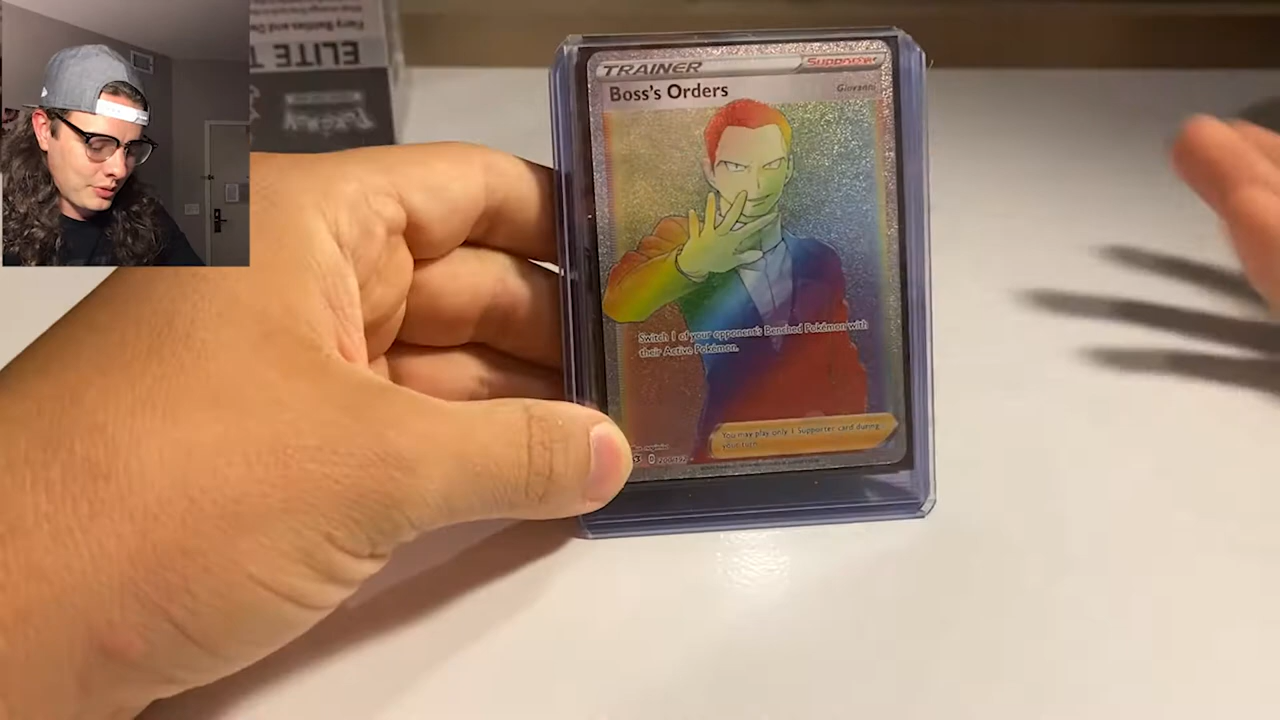 ELITE T
TRAINER
Supporter
Boss's Orders
Giovanni
Switch 1 of your opponent's Benched Pokémon with
their Active Pokémon.
You may play only 1 Supporter card during
your turn.